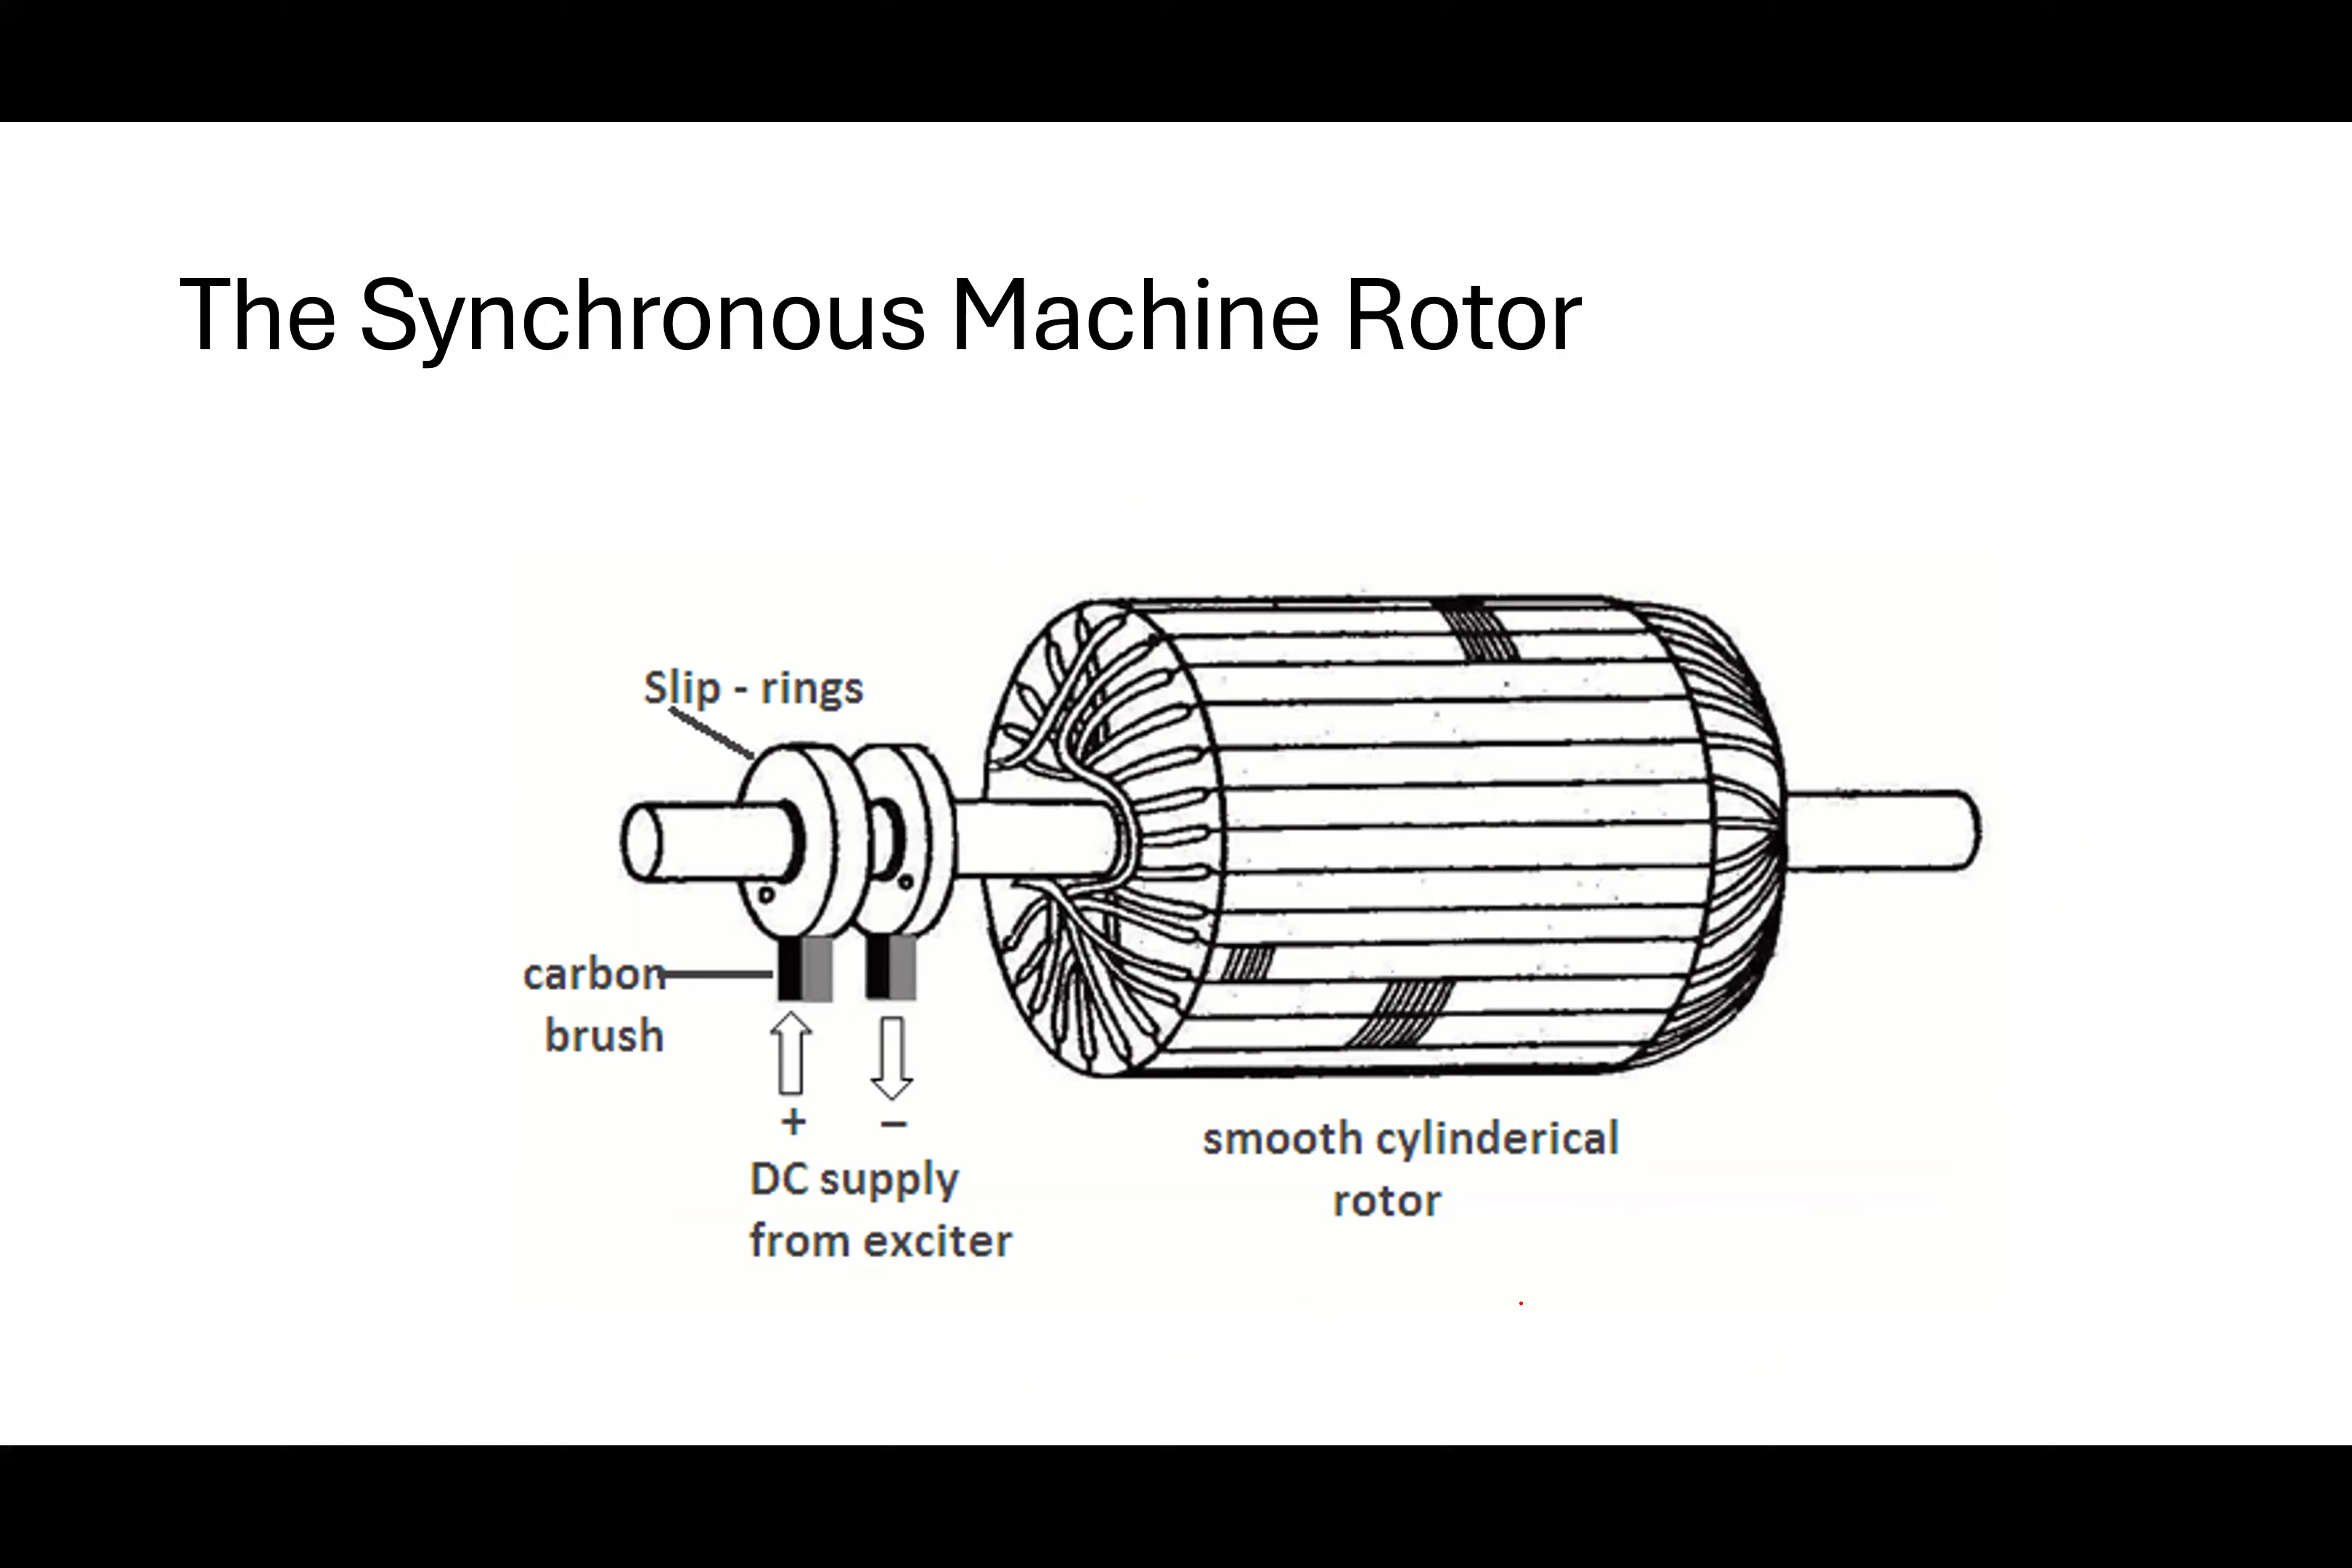 The Synchronous Machine Rotor
Slip - rings
carbon
brush
+ −
DC supply
from exciter
smooth cylinderical
rotor